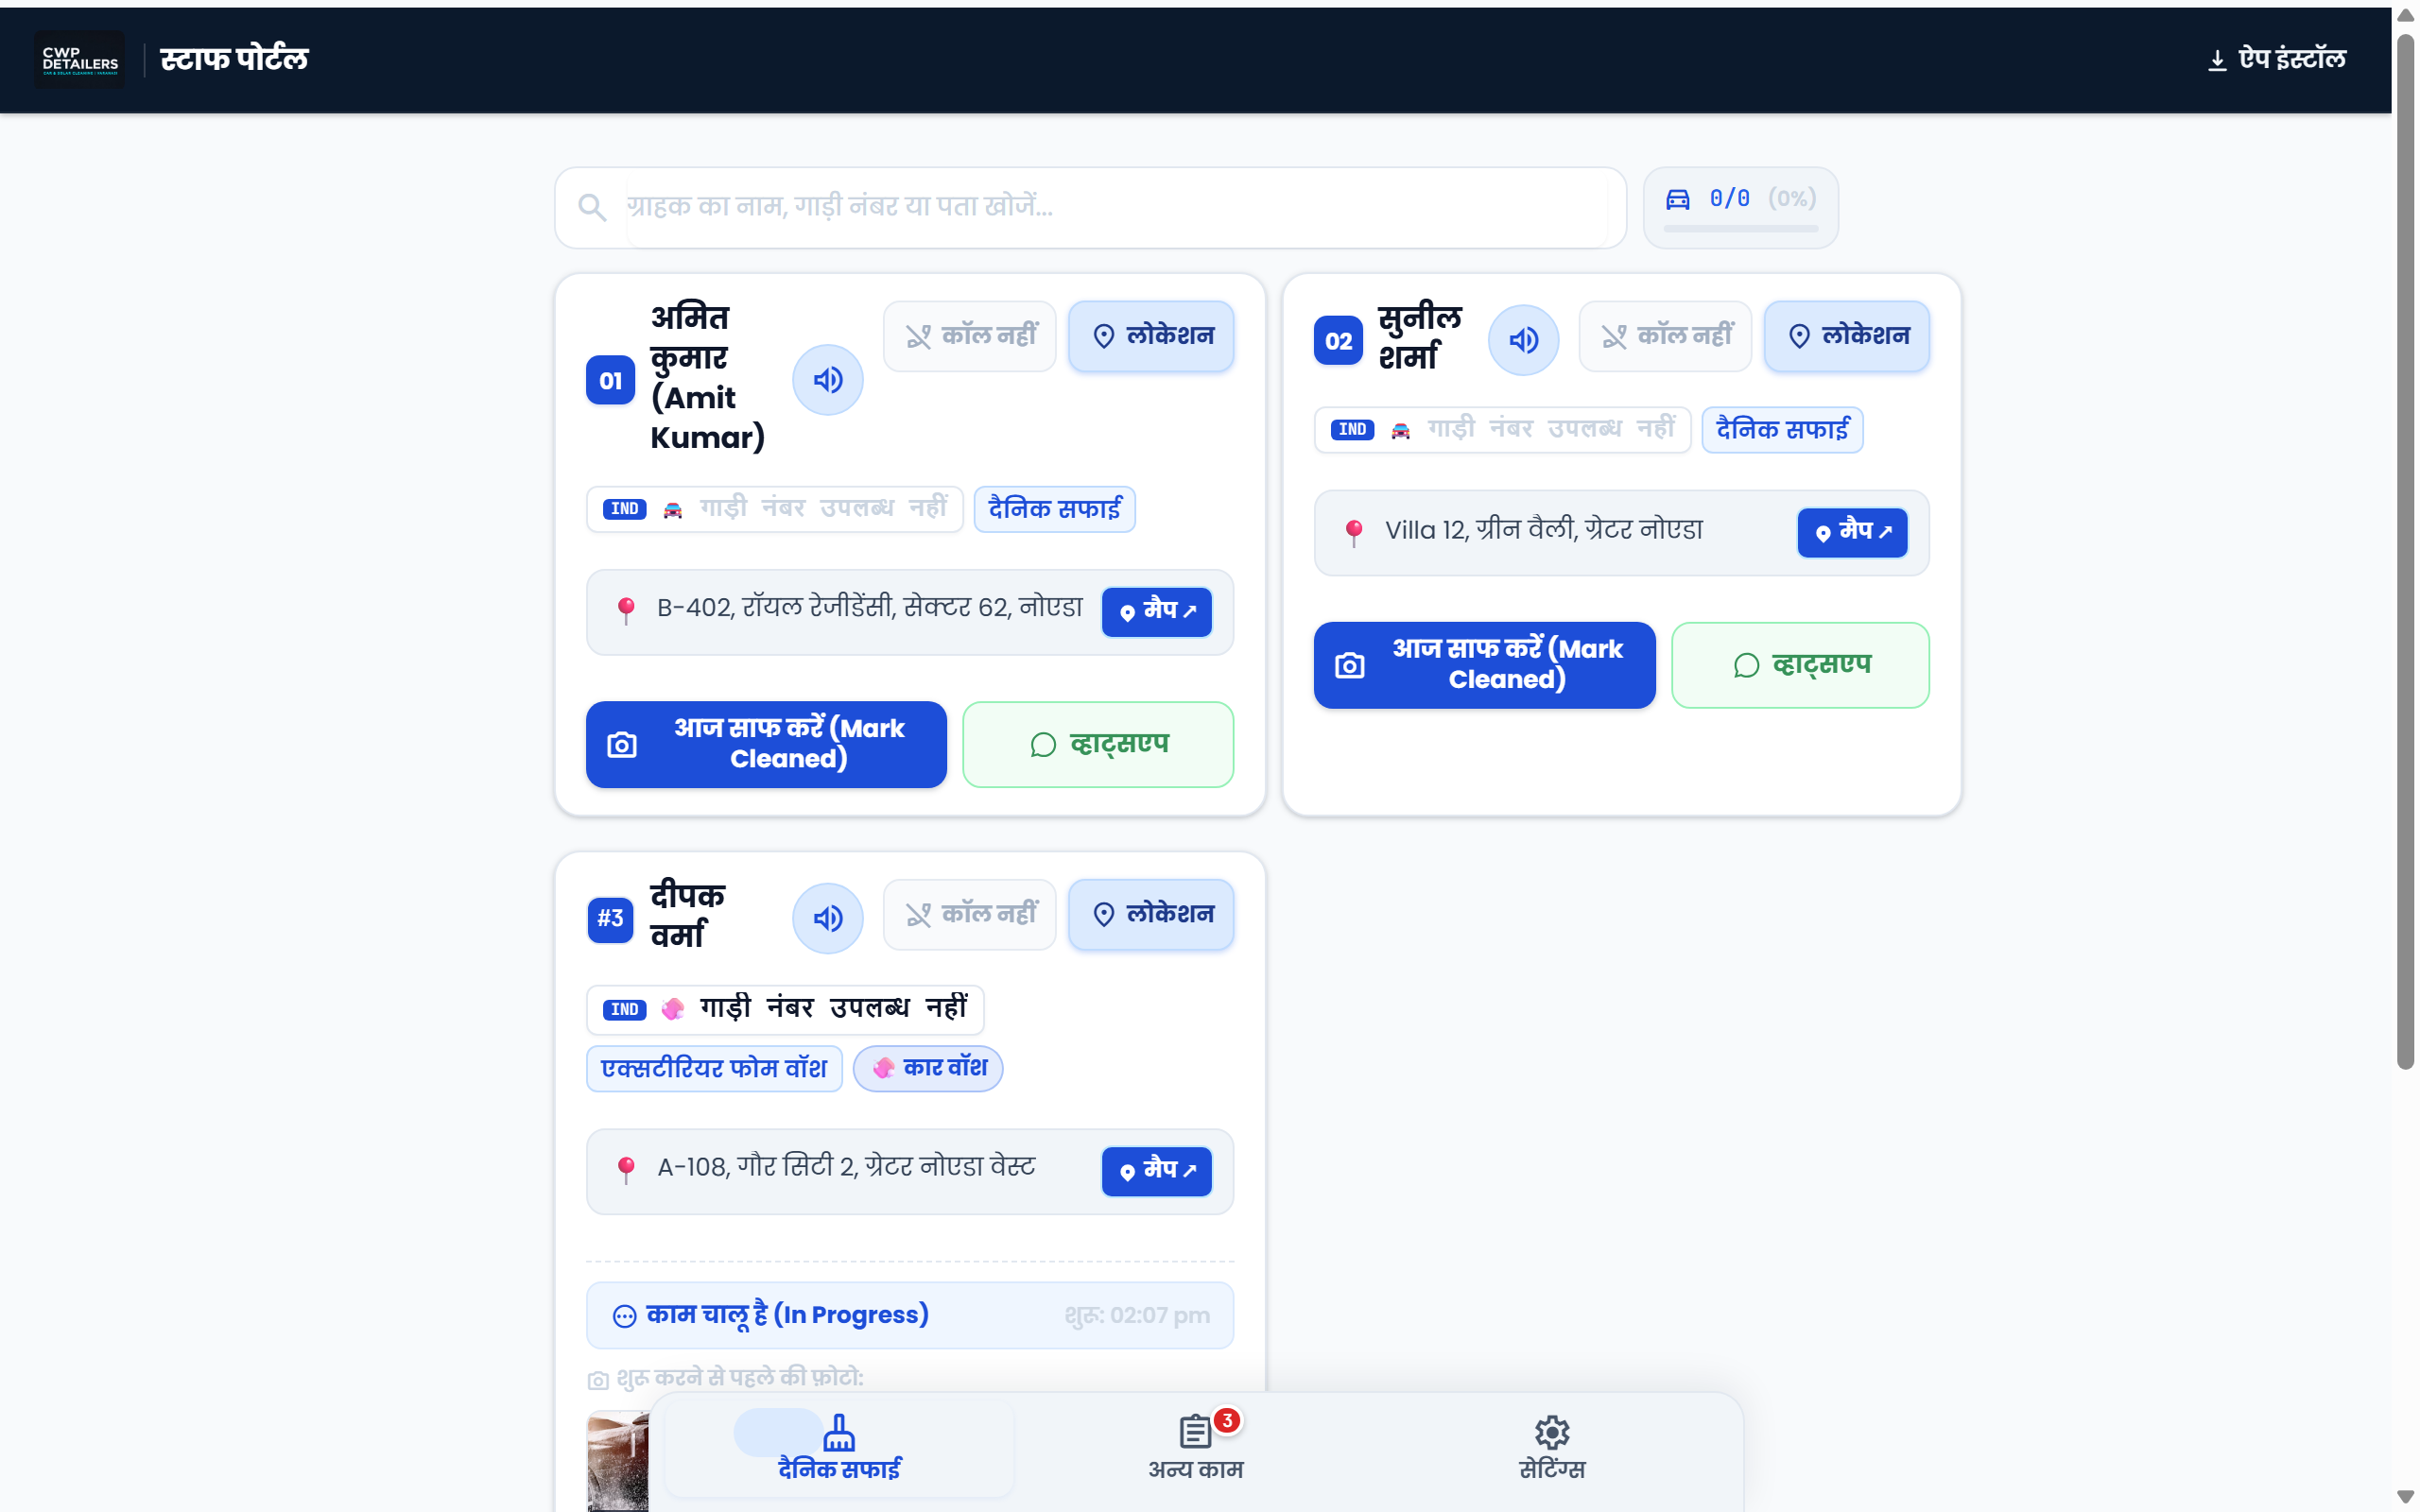 CWP
DETAILERS
स्टाफ पोर्टल
ऐप इंस्टॉल
ग्राहक का नाम, गाड़ी नंबर या पता खोजें...
0/0 (0%)
01
अमित
कुमार
(Amit
Kumar)
कॉल नहीं
लोकेशन
IND गाड़ी नंबर उपलब्ध नहीं
दैनिक सफाई
B-402, रॉयल रेजीडेंसी, सेक्टर 62, नोएडा
मैप ↗
आज साफ करें (Mark
Cleaned)
व्हाट्सएप
02
सुनील
शर्मा
कॉल नहीं
लोकेशन
IND गाड़ी नंबर उपलब्ध नहीं
दैनिक सफाई
Villa 12, ग्रीन वैली, ग्रेटर नोएडा
मैप ↗
आज साफ करें (Mark
Cleaned)
व्हाट्सएप
#3
दीपक
वर्मा
कॉल नहीं
लोकेशन
IND गाड़ी नंबर उपलब्ध नहीं
एक्सटीरियर फोम वॉश
कार वॉश
A-108, गौर सिटी 2, ग्रेटर नोएडा वेस्ट
मैप ↗
काम चालू है (In Progress)
शुरू: 02:07 pm
शुरू करने से पहले की फ़ोटो:
दैनिक सफाई
3
अन्य काम
सेटिंग्स